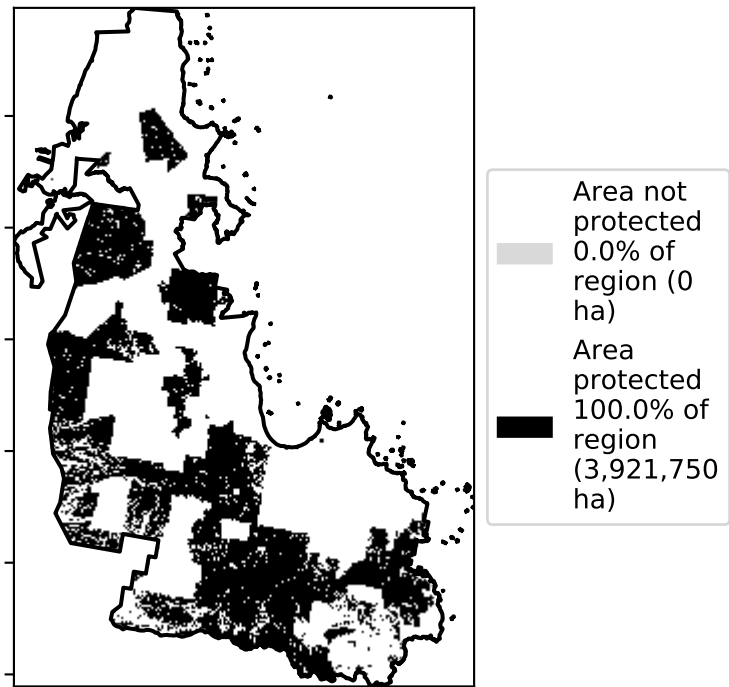 Area not
protected
0.0% of
region (0
ha)
Area
protected
100.0% of
region
(3,921,750
ha)